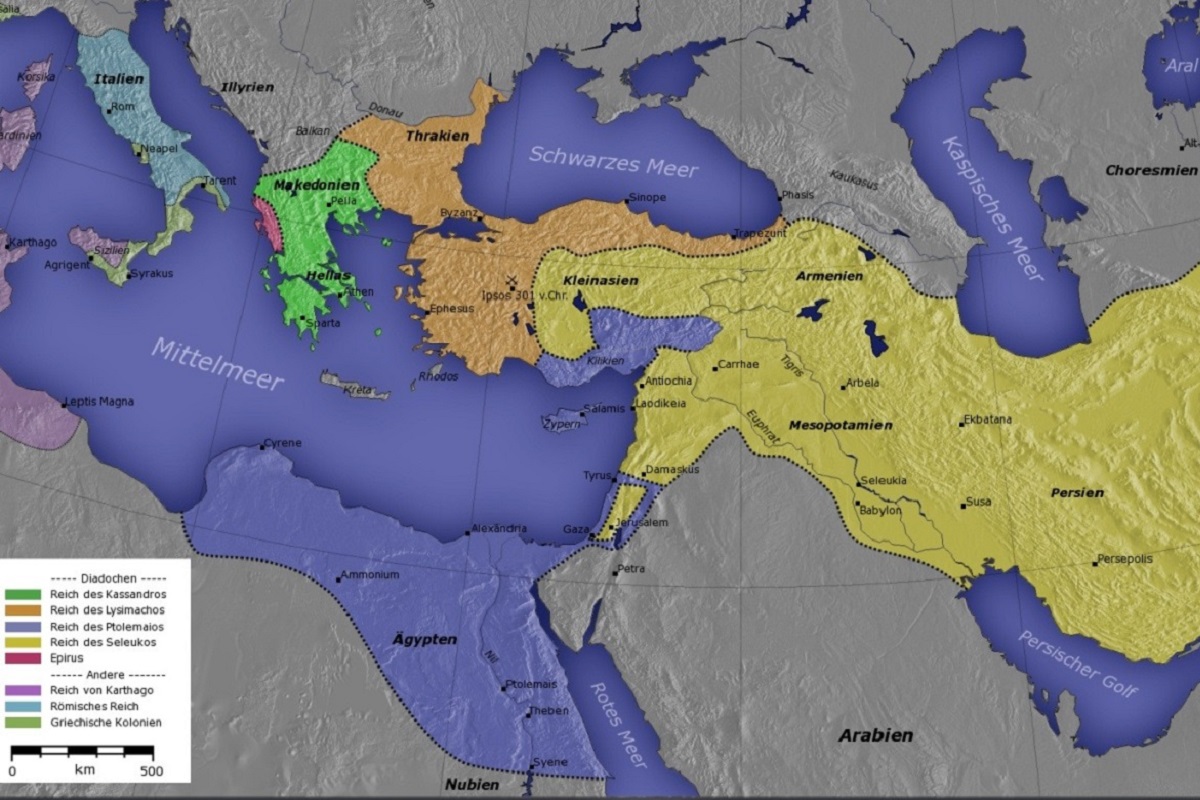 Korsika
Italien
Rom
Neapel
Tarent
Illyrien
Balkan
Donau
Thrakien
Makedonien
Pella
Byzanz
Schwarzes Meer
Sinope
Phasis
Trapezunt
Kaukasus
Kaspisches Meer
Aral
Choresmien
Karthago
Agrigent
Sizilien
Syrakus
Hellas
Athen
Sparta
Ephesus
Ipsos 301 v.Chr.
Kleinasien
Armenien
Kilikien
Mittelmeer
Kreta
Rhodos
Zypern
Salamis
Antiochia
Laodikeia
Carrhae
Tigris
Arbela
Euphrat
Mesopotamien
Ekbatana
Leptis Magna
Cyrene
Tyrus
Damaskus
Seleukia
Babylon
Susa
Persien
Alexandria
Gaza
Jerusalem
Petra
Persepolis
Ammonium
Ägypten
Nil
Ptolemais
Theben
Rotes Meer
Persischer Golf
Arabien
Syene
Nubien
----- Diadochen -----
Reich des Kassandros
Reich des Lysimachos
Reich des Ptolemaios
Reich des Seleukos
Epirus
----- Andere -------
Reich von Karthago
Römisches Reich
Griechische Kolonien
0 km 500